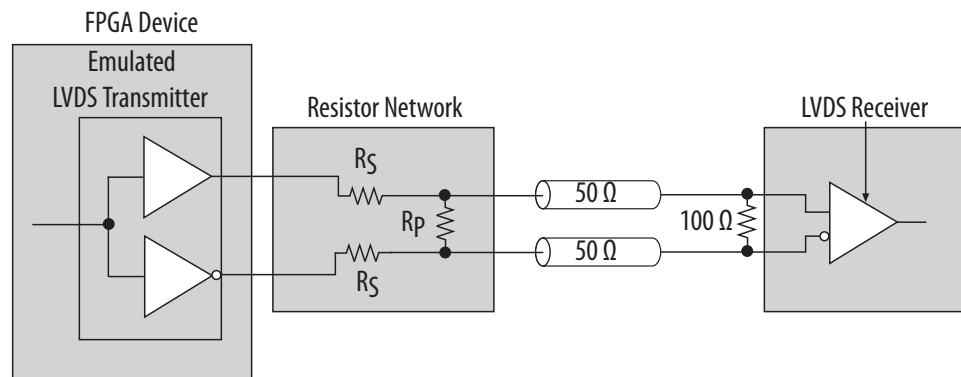 FPGA Device
Emulated
LVDS Transmitter
Resistor Network
LVDS Receiver
RS
RP
RS
50 Ω
50 Ω
100 Ω